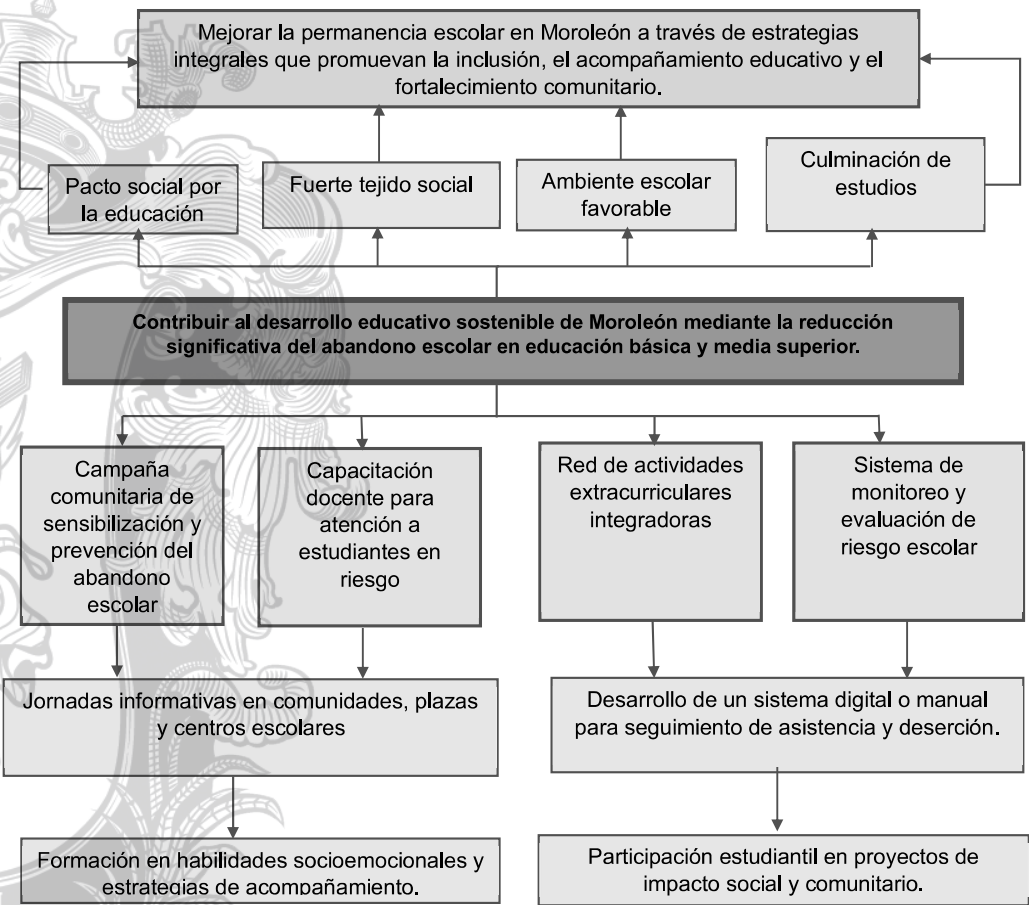 Mejorar la permanencia escolar en Moroleón a través de estrategias
integrales que promuevan la inclusión, el acompañamiento educativo y el
fortalecimiento comunitario.
Pacto social por
la educación
Fuerte tejido social
Ambiente escolar
favorable
Culminación de
estudios
Contribuir al desarrollo educativo sostenible de Moroleón mediante la reducción
significativa del abandono escolar en educación básica y media superior.
Campaña
comunitaria de
sensibilización y
prevención del
abandono
escolar
Capacitación
docente para
atención a
estudiantes en
riesgo
Red de actividades
extracurriculares
integradoras
Sistema de
monitoreo y
evaluación de
riesgo escolar
Jornadas informativas en comunidades, plazas
y centros escolares
Desarrollo de un sistema digital o manual
para seguimiento de asistencia y deserción.
Formación en habilidades socioemocionales y
estrategias de acompañamiento.
Participación estudiantil en proyectos de
impacto social y comunitario.